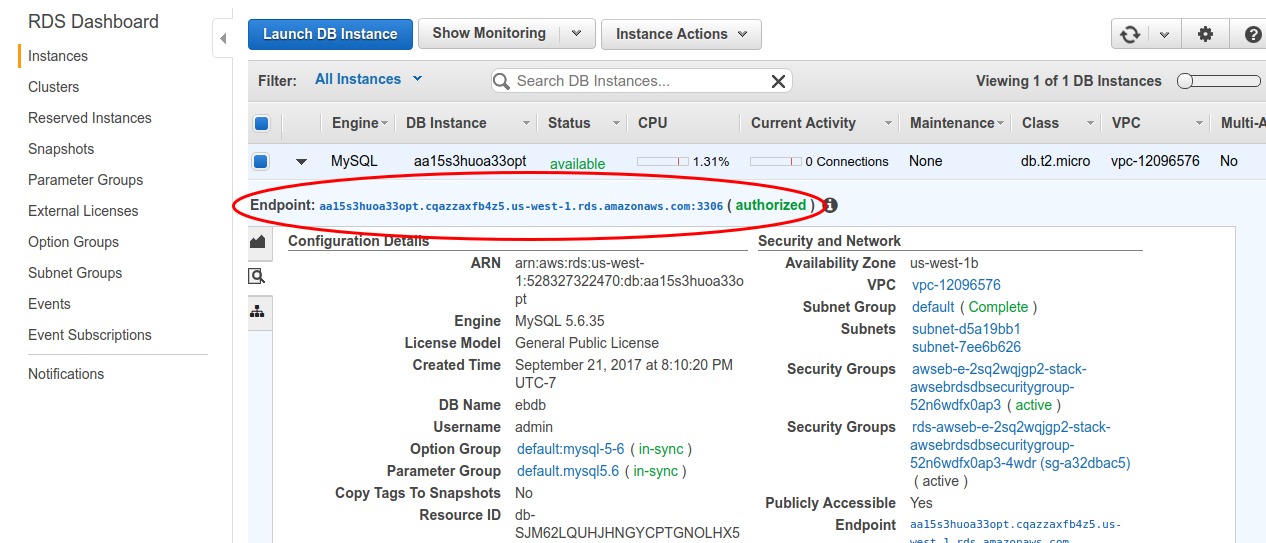 RDS Dashboard
Instances
Clusters
Reserved Instances
Snapshots
Parameter Groups
External Licenses
Option Groups
Subnet Groups
Events
Event Subscriptions
Notifications
Launch DB Instance Show Monitoring Instance Actions
Filter: All Instances Search DB Instances... Viewing 1 of 1 DB Instances
Engine DB Instance Status CPU Current Activity Maintenance Class VPC Multi-A
MySQL aa15s3huoa33opt available 1.31% 0 Connections None db.t2.micro vpc-12096576 No
Endpoint: aa15s3huoa33opt.cqazzaxfb4z5.us-west-1.rds.amazonaws.com:3306 ( authorized )
Configuration Details
ARN arn:aws:rds:us-west-
1:528327322470:db:aa15s3huoa33o
pt
Engine MySQL 5.6.35
License Model General Public License
Created Time September 21, 2017 at 8:10:20 PM
UTC-7
DB Name ebdb
Username admin
Option Group default:mysql-5-6 ( in-sync )
Parameter Group default.mysql5.6 ( in-sync )
Copy Tags To Snapshots No
Resource ID db-
SJM62LQUHJHNGYCPTGNOLHX5
Security and Network
Availability Zone us-west-1b
VPC vpc-12096576
Subnet Group default ( Complete )
Subnets subnet-d5a19bb1
subnet-7ee6b626
Security Groups awseb-e-2sq2wqjgp2-stack-
awsebrdsdbsecuritygroup-
52n6wdfx0ap3 ( active )
Security Groups rds-awseb-e-2sq2wqjgp2-stack-
awsebrdsdbsecuritygroup-
52n6wdfx0ap3-4wdr (sg-a32dbac5)
( active )
Publicly Accessible Yes
Endpoint aa15s3huoa33opt.cqazzaxfb4z5.us-
west-1.rds.amazonaws.com